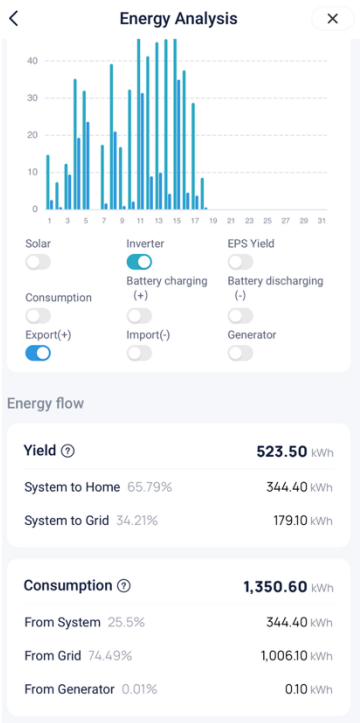 Energy Analysis
40
30
20
10
0
1 3 5 7 9 11 13 15 17 19 21 23 25 27 29 31
Solar Inverter EPS Yield
Consumption Battery charging (+) Battery discharging (-)
Export(+) Import(-) Generator
Energy flow
Yield ? 523.50 kWh
System to Home 65.79% 344.40 kWh
System to Grid 34.21% 179.10 kWh
Consumption ? 1,350.60 kWh
From System 25.5% 344.40 kWh
From Grid 74.49% 1,006.10 kWh
From Generator 0.01% 0.10 kWh